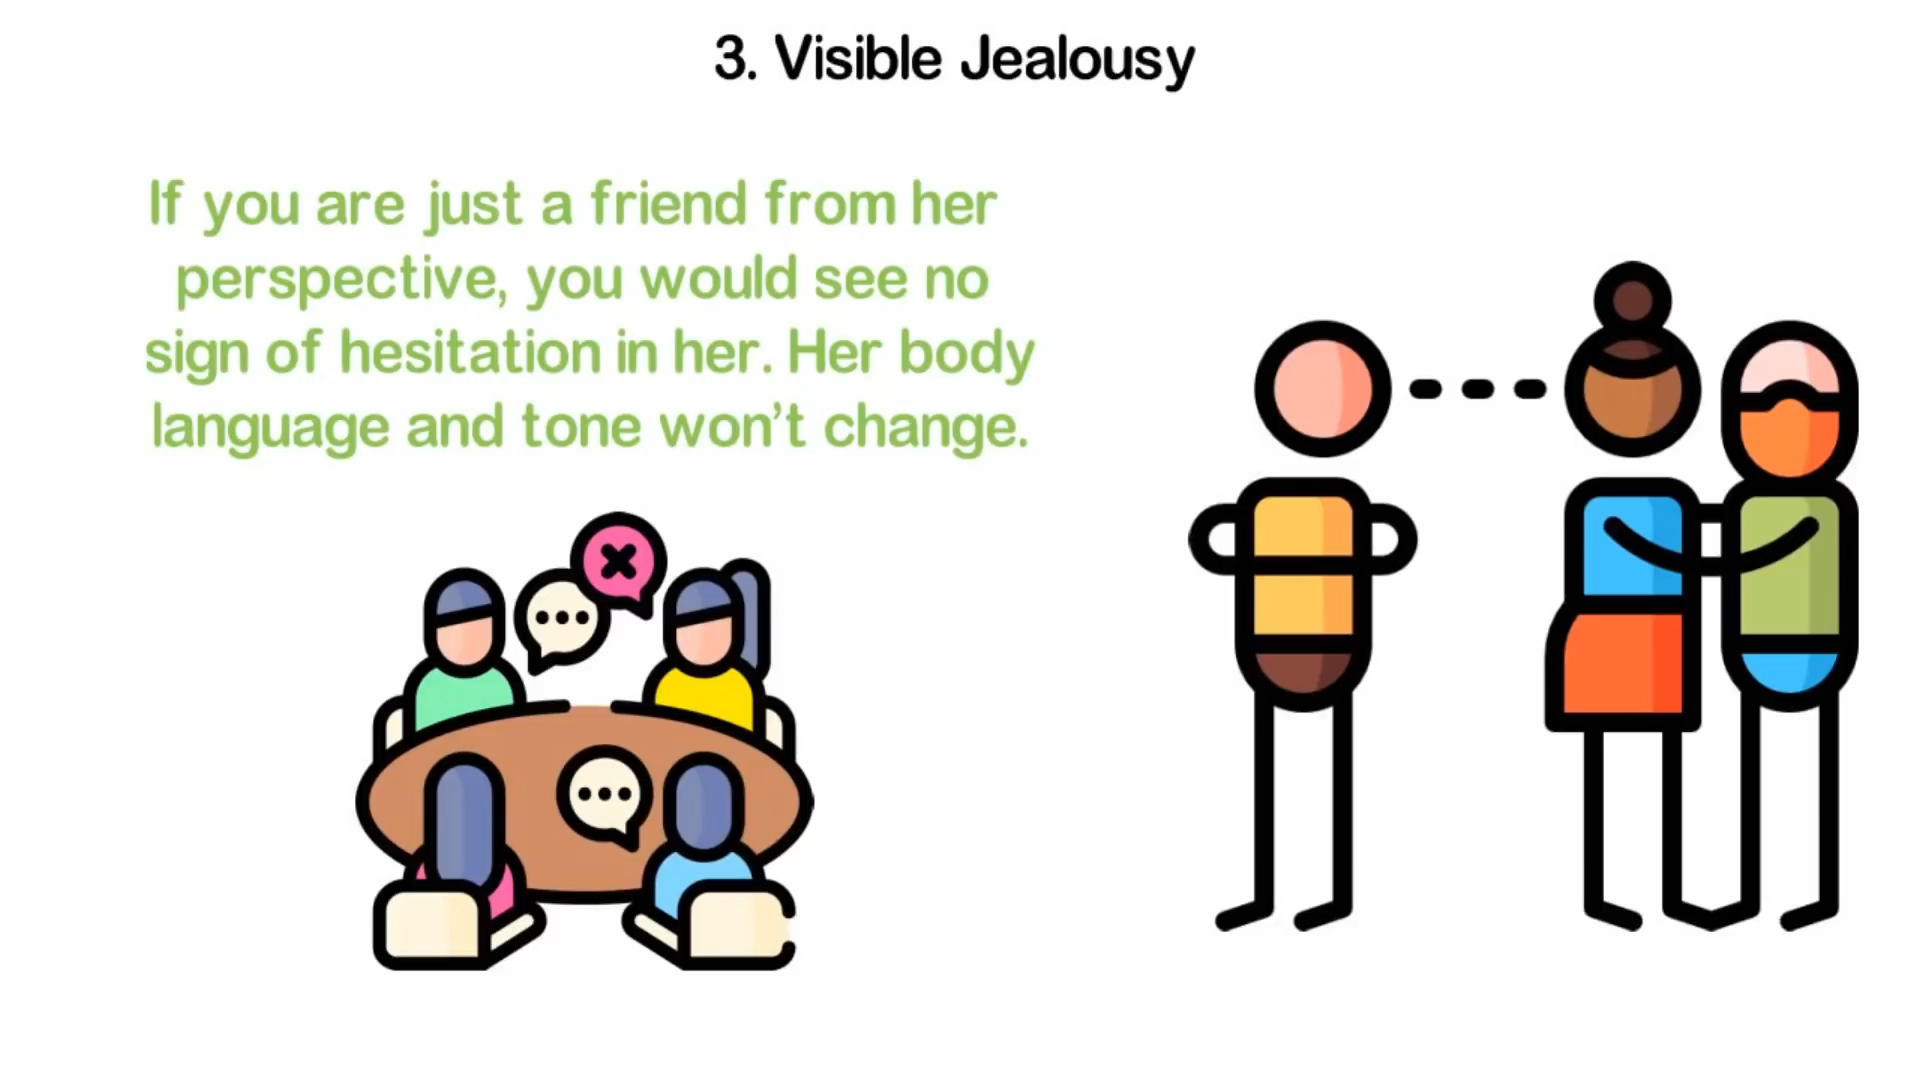 3. Visible Jealousy
If you are just a friend from her
perspective, you would see no
sign of hesitation in her. Her body
language and tone won’t change.